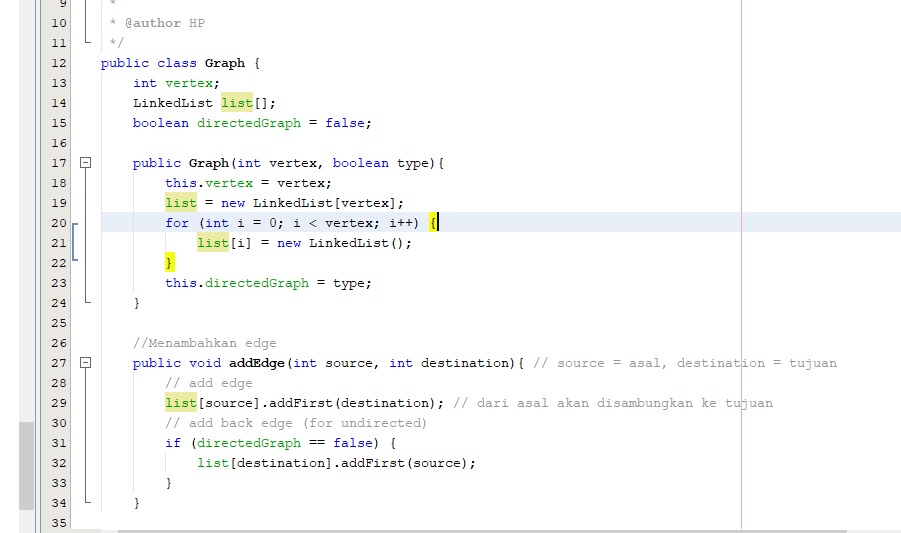 9 *
10 * @author HP
11 */
12 public class Graph {
13 int vertex;
14 LinkedList list[];
15 boolean directedGraph = false;
16
17 public Graph(int vertex, boolean type){
18 this.vertex = vertex;
19 list = new LinkedList[vertex];
20 for (int i = 0; i < vertex; i++) {
21 list[i] = new LinkedList();
22 }
23 this.directedGraph = type;
24 }
25
26 //Menambahkan edge
27 public void addEdge(int source, int destination){ // source = asal, destination = tujuan
28 // add edge
29 list[source].addFirst(destination); // dari asal akan disambungkan ke tujuan
30 // add back edge (for undirected)
31 if (directedGraph == false) {
32 list[destination].addFirst(source);
33 }
34 }
35